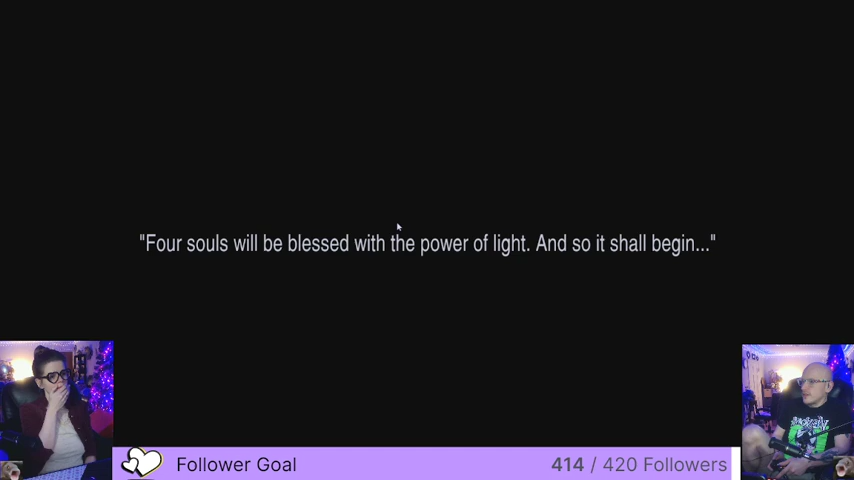 "Four souls will be blessed with the power of light. And so it shall begin..."
Follower Goal
414 / 420 Followers